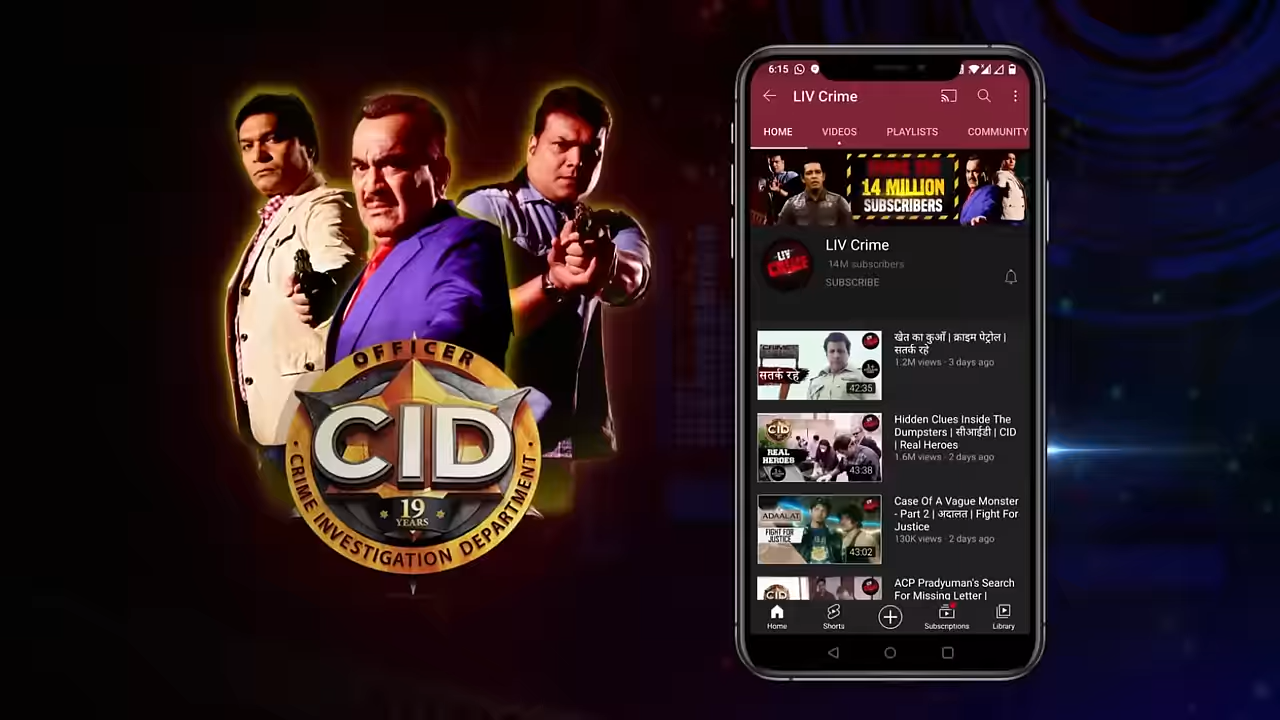 OFFICER
CID
19
YEARS
CRIME INVESTIGATION DEPARTMENT
6:15
LIV Crime
HOME VIDEOS PLAYLISTS COMMUNITY
14 MILLION
SUBSCRIBERS
LIV
CRIME
LIV Crime
14M subscribers
SUBSCRIBE
सतर्क रहे
42:35
खेत का कुआँ | क्राइम पेट्रोल |
सतर्क रहे
1.2M views · 3 days ago
CID
REAL
HEROES
43:38
Hidden Clues Inside The
Dumpsters | सीआईडी | CID
| Real Heroes
1.6M views · 2 days ago
ADAALAT
FIGHT FOR
JUSTICE
43:02
Case Of A Vague Monster
- Part 2 | अदालत | Fight For
Justice
130K views · 2 days ago
CID
ACP Pradyuman's Search
For Missing Letter |
Home Shorts Subscriptions Library